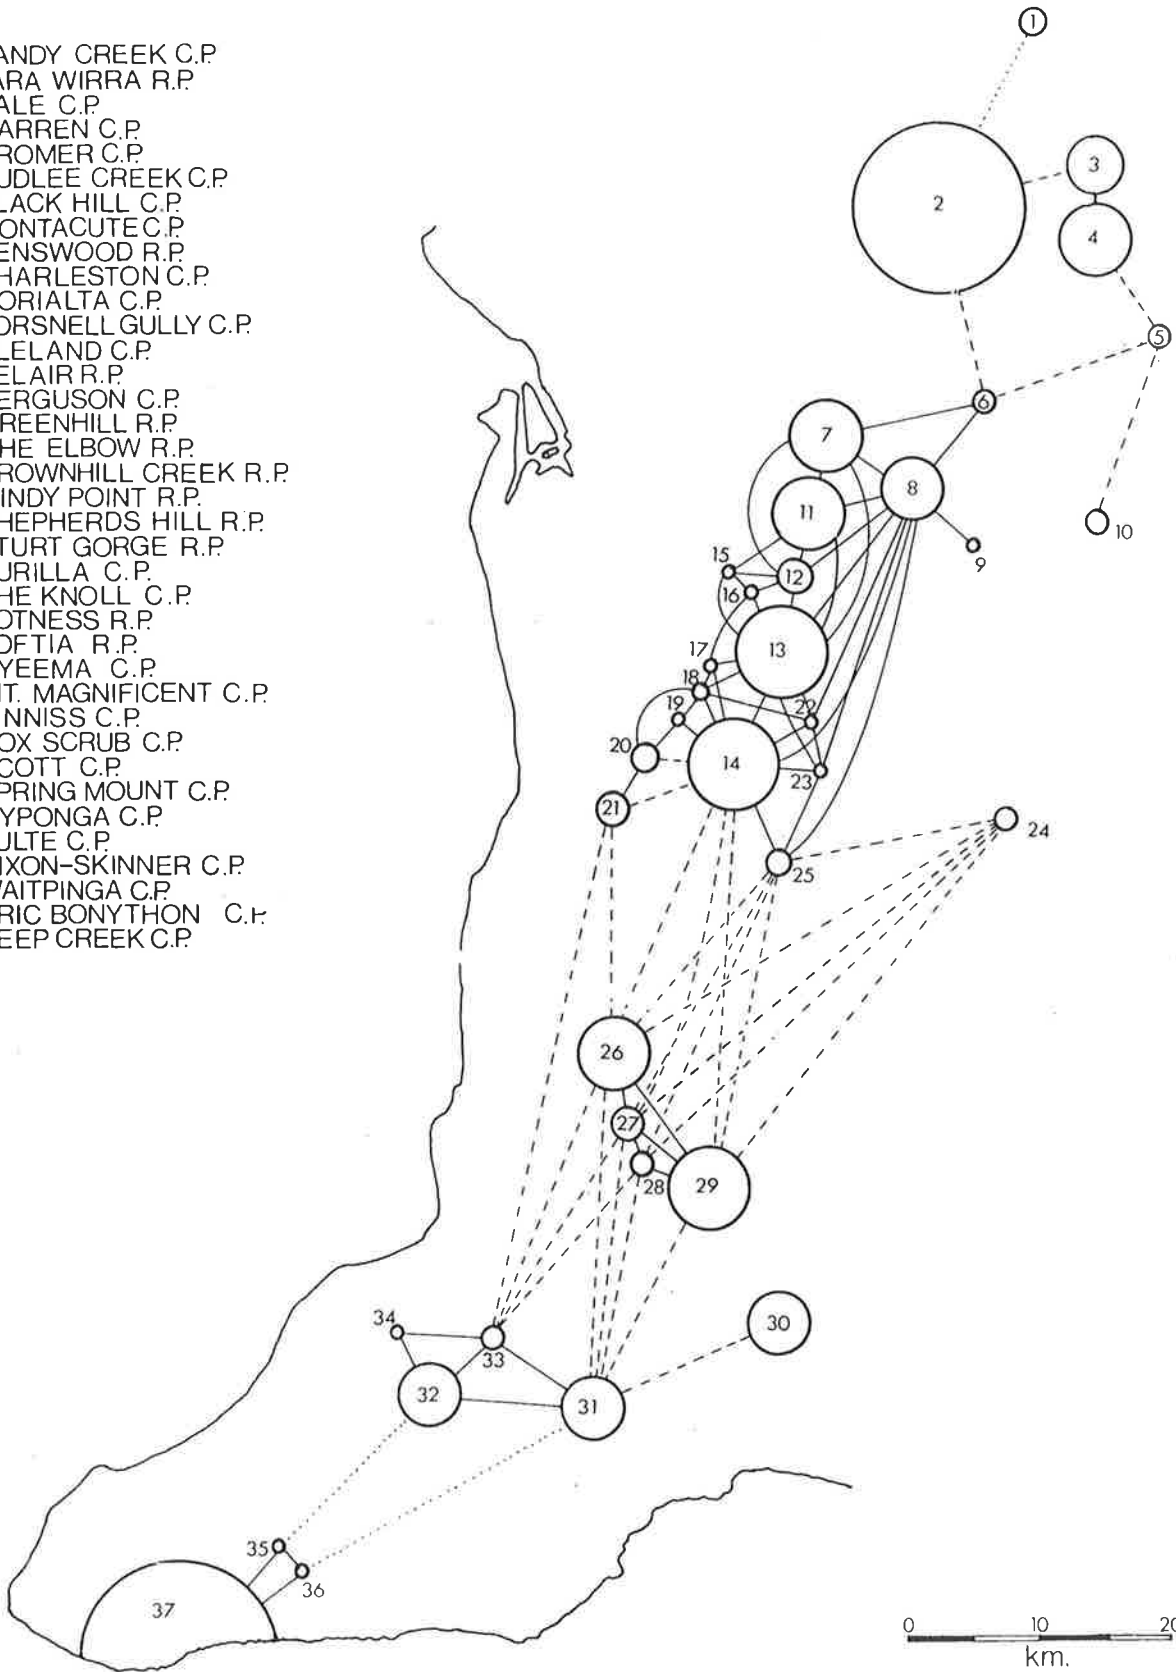 ANDY CREEK C.P.
ARA WIRRA R.P.
ALE C.P.
ARREN C.P.
ROMER C.P.
UDLEE CREEK C.P.
LACK HILL C.P.
ONTACUTE C.P.
ENSWOOD R.P.
HARLESTON C.P.
ORIALTA C.P.
ORSNELL GULLY C.P.
LELAND C.P.
ELAIR R.P.
ERGUSON C.P.
REENHILL R.P.
HE ELBOW R.P.
ROWNHILL CREEK R.P.
INDY POINT R.P.
HEPHERDS HILL R.P.
TURT GORGE R.P.
URILLA C.P.
HE KNOLL C.P.
OTNESS R.P.
OFTIA R.P.
YEEMA C.P.
T. MAGNIFICENT C.P.
NNISS C.P.
OX SCRUB C.P.
COTT C.P.
PRING MOUNT C.P.
YPONGA C.P.
ULTE C.P.
IXON-SKINNER C.P.
AITPINGA C.P.
RIC BONYTHON C.P.
EEP CREEK C.P.
1
2
3
4
5
6
7
8
9
10
11
12
13
14
15
16
17
18
19
20
21
22
23
24
25
26
27
28
29
30
31
32
33
34
35
36
37
0 10 20
km.